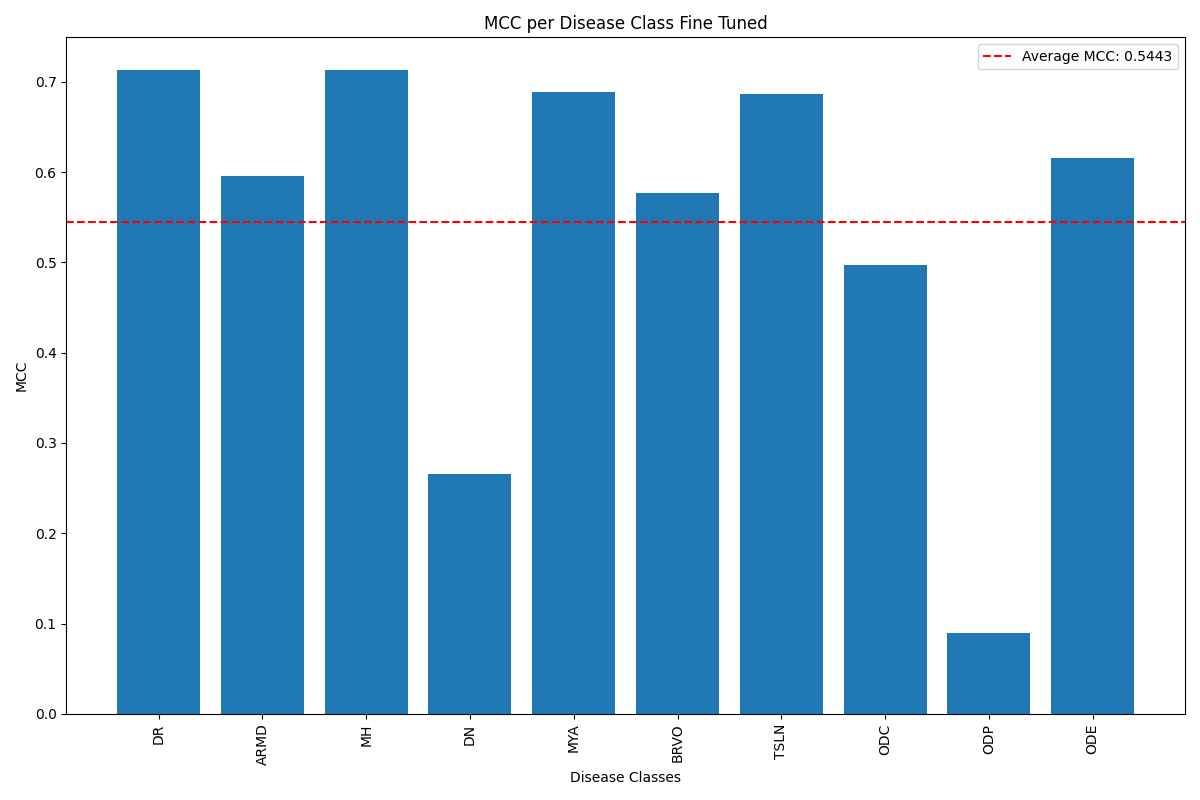 MCC per Disease Class Fine Tuned
Average MCC: 0.5443
0.7
0.6
0.5
0.4
0.3
0.2
0.1
0.0
MCC
DR
ARMD
MH
DN
MYA
BRVO
TSLN
ODC
ODP
ODE
Disease Classes